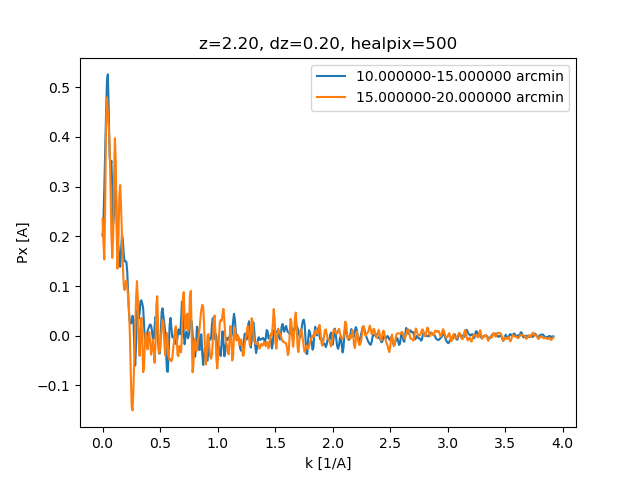 z=2.20, dz=0.20, healpix=500
10.000000-15.000000 arcmin
15.000000-20.000000 arcmin
Px [A]
0.5
0.4
0.3
0.2
0.1
0.0
−0.1
0.0 0.5 1.0 1.5 2.0 2.5 3.0 3.5 4.0
k [1/A]